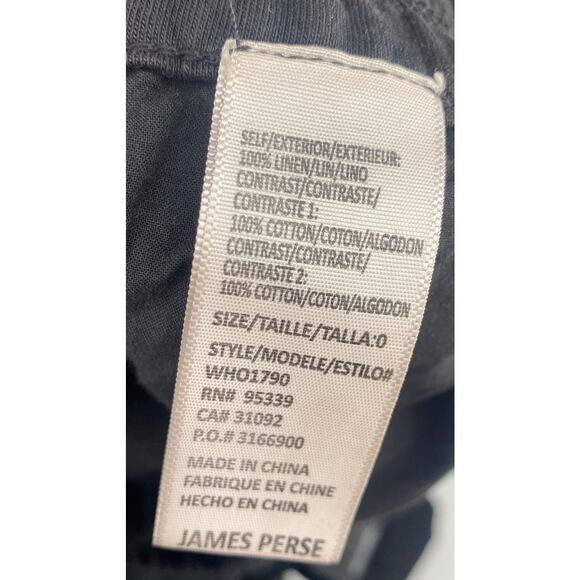 SELF/EXTERIOR/EXTERIEUR:
100% LINEN/LIN/LINO
CONTRAST/CONTRASTE/
CONTRASTE 1:
100% COTTON/COTON/ALGODON
CONTRAST/CONTRASTE/
CONTRASTE 2:
100% COTTON/COTON/ALGODON
SIZE/TAILLE/TALLA:0
STYLE/MODELE/ESTILO#
WHO1790
RN# 95339
CA# 31092
P.O.# 3166900
MADE IN CHINA
FABRIQUE EN CHINE
HECHO EN CHINA
JAMES PERSE